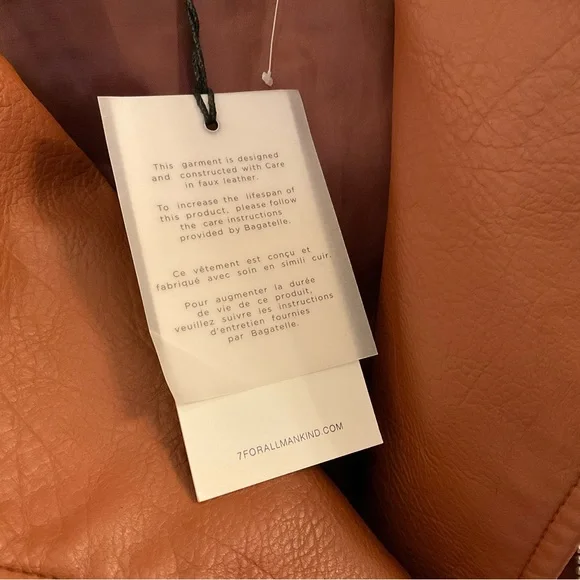 This garment is designed
and constructed with Care
in faux leather.
To increase the lifespan of
this product, please follow
the care instructions
provided by Bagatelle.
Ce vêtement est conçu et
fabriqué avec soin en simili cuir.
Pour augmenter la durée
de vie de ce produit,
veuillez suivre les instructions
d'entretien fournies
par Bagatelle.
7FORALLMANKIND.COM